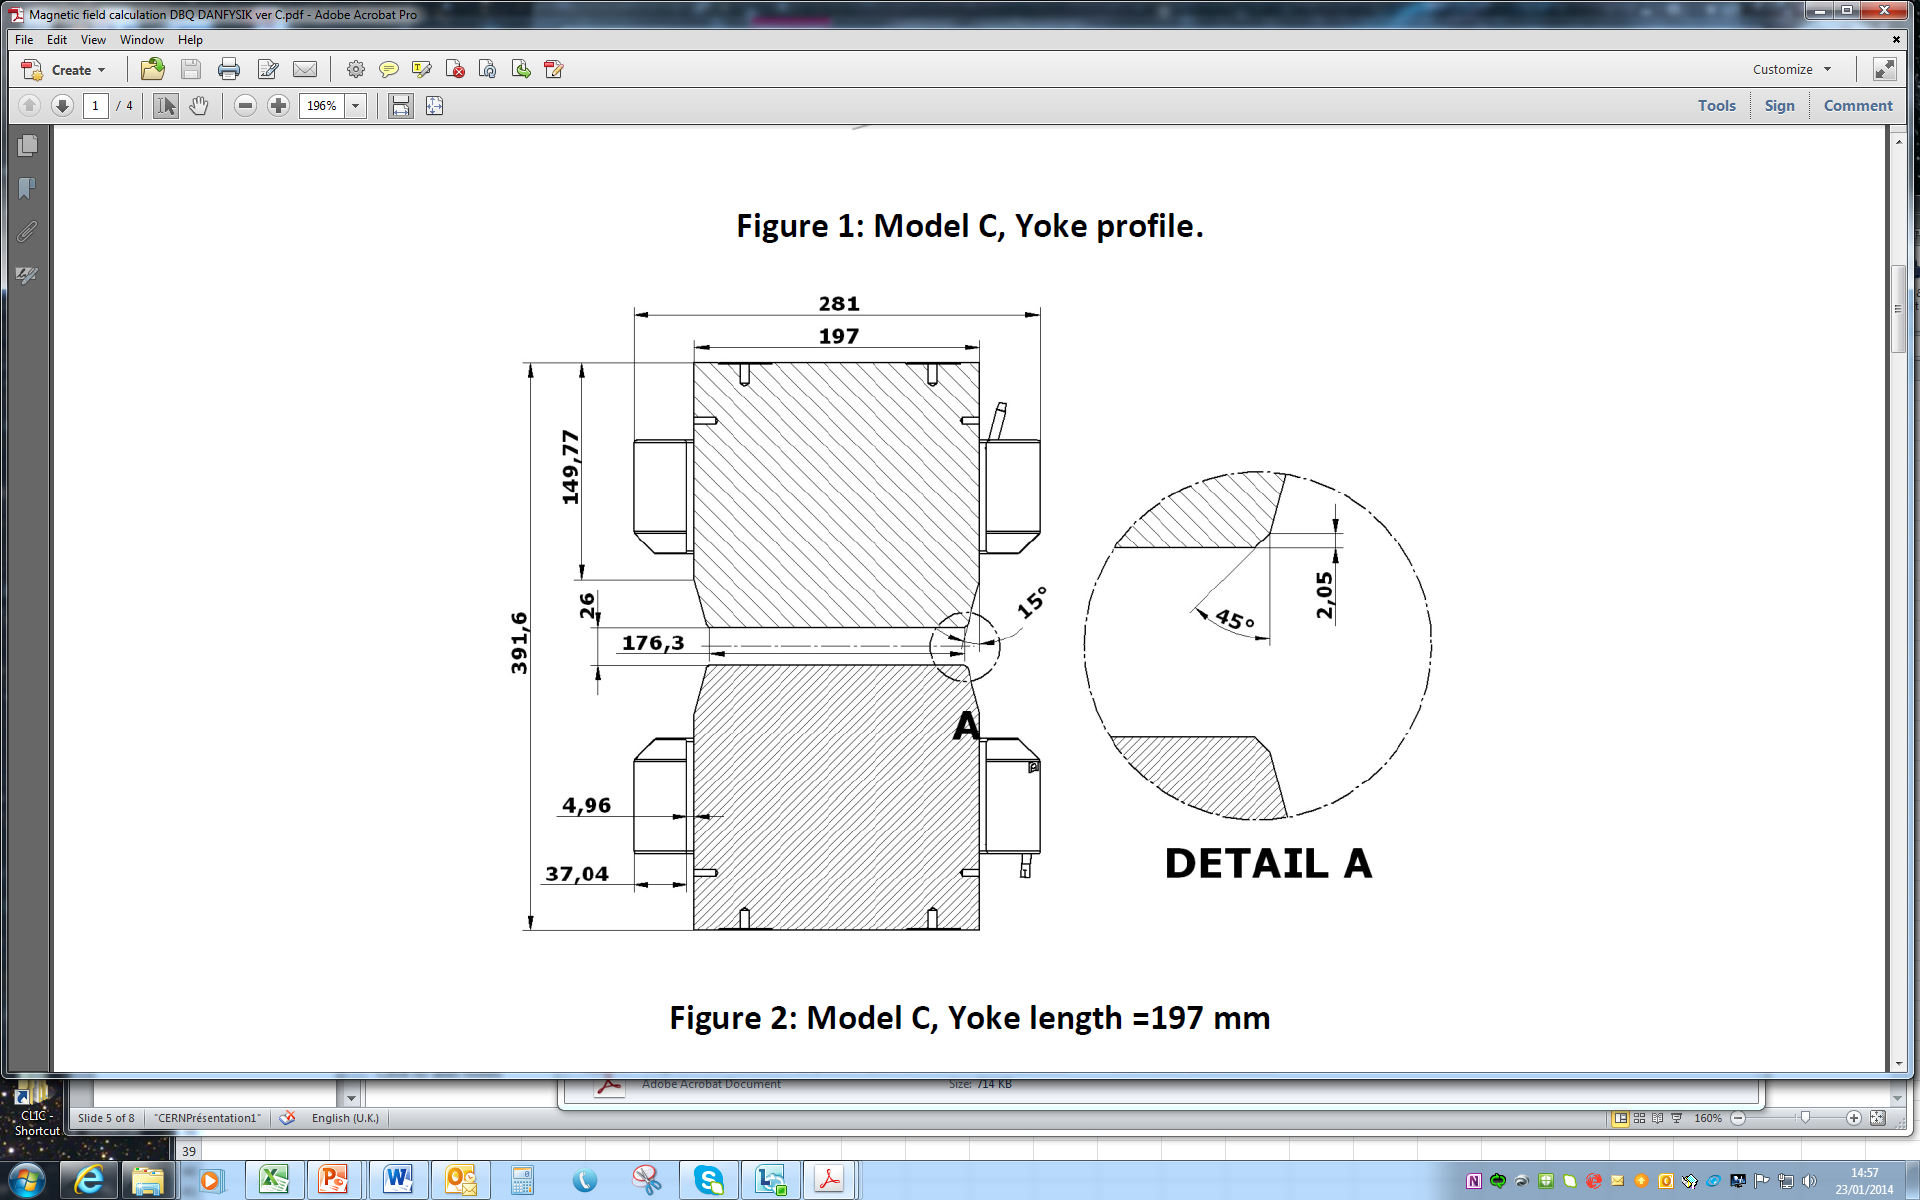 Magnetic field calculation DBQ DANFYSIK ver C.pdf - Adobe Acrobat Pro
File Edit View Window Help
Create
Customize
1 / 4
196%
Tools Sign Comment
Figure 1: Model C, Yoke profile.
281
197
149,77
26
391,6
176,3
15°
A
4,96
37,04
45°
2,05
DETAIL A
Figure 2: Model C, Yoke length =197 mm
Adobe Acrobat Document Size: 714 KB
CLIC -
Shortcut
Slide 5 of 8 "CERNPrésentation1" English (U.K.) 160%
39
14:57
23/01/2014